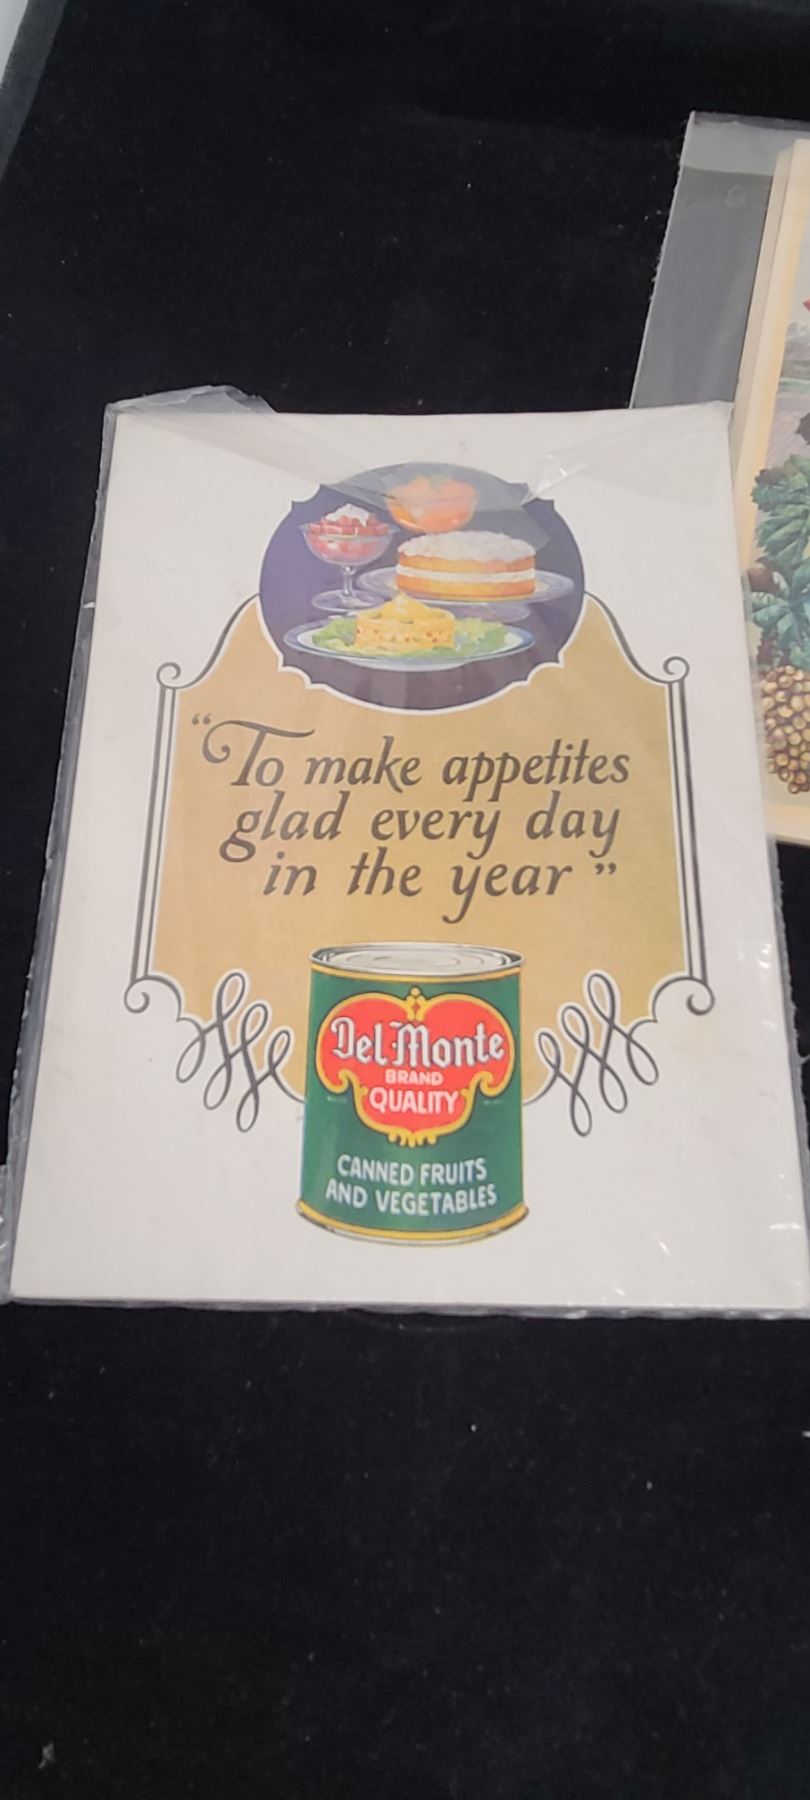 "To make appetites
glad every day
in the year"
Del Monte
BRAND
QUALITY
CANNED FRUITS
AND VEGETABLES